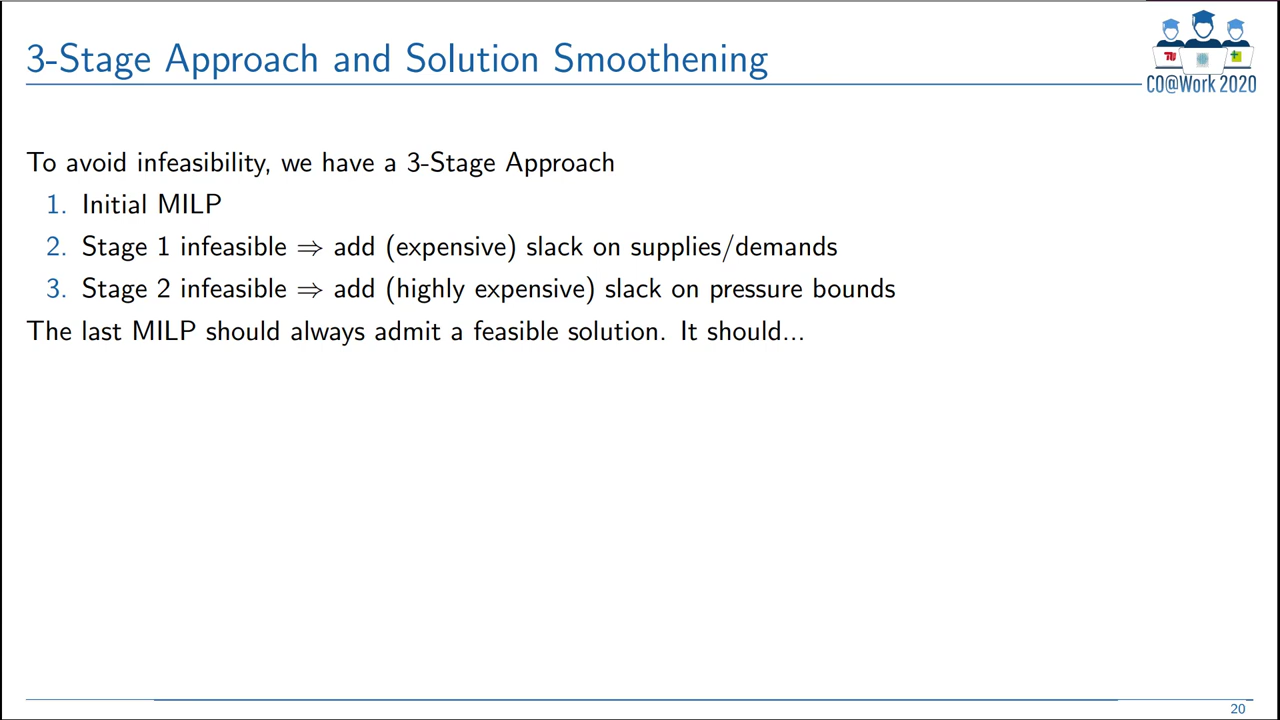 3-Stage Approach and Solution Smoothening
CO@Work 2020
To avoid infeasibility, we have a 3-Stage Approach
1. Initial MILP
2. Stage 1 infeasible ⇒ add (expensive) slack on supplies/demands
3. Stage 2 infeasible ⇒ add (highly expensive) slack on pressure bounds
The last MILP should always admit a feasible solution. It should...
20